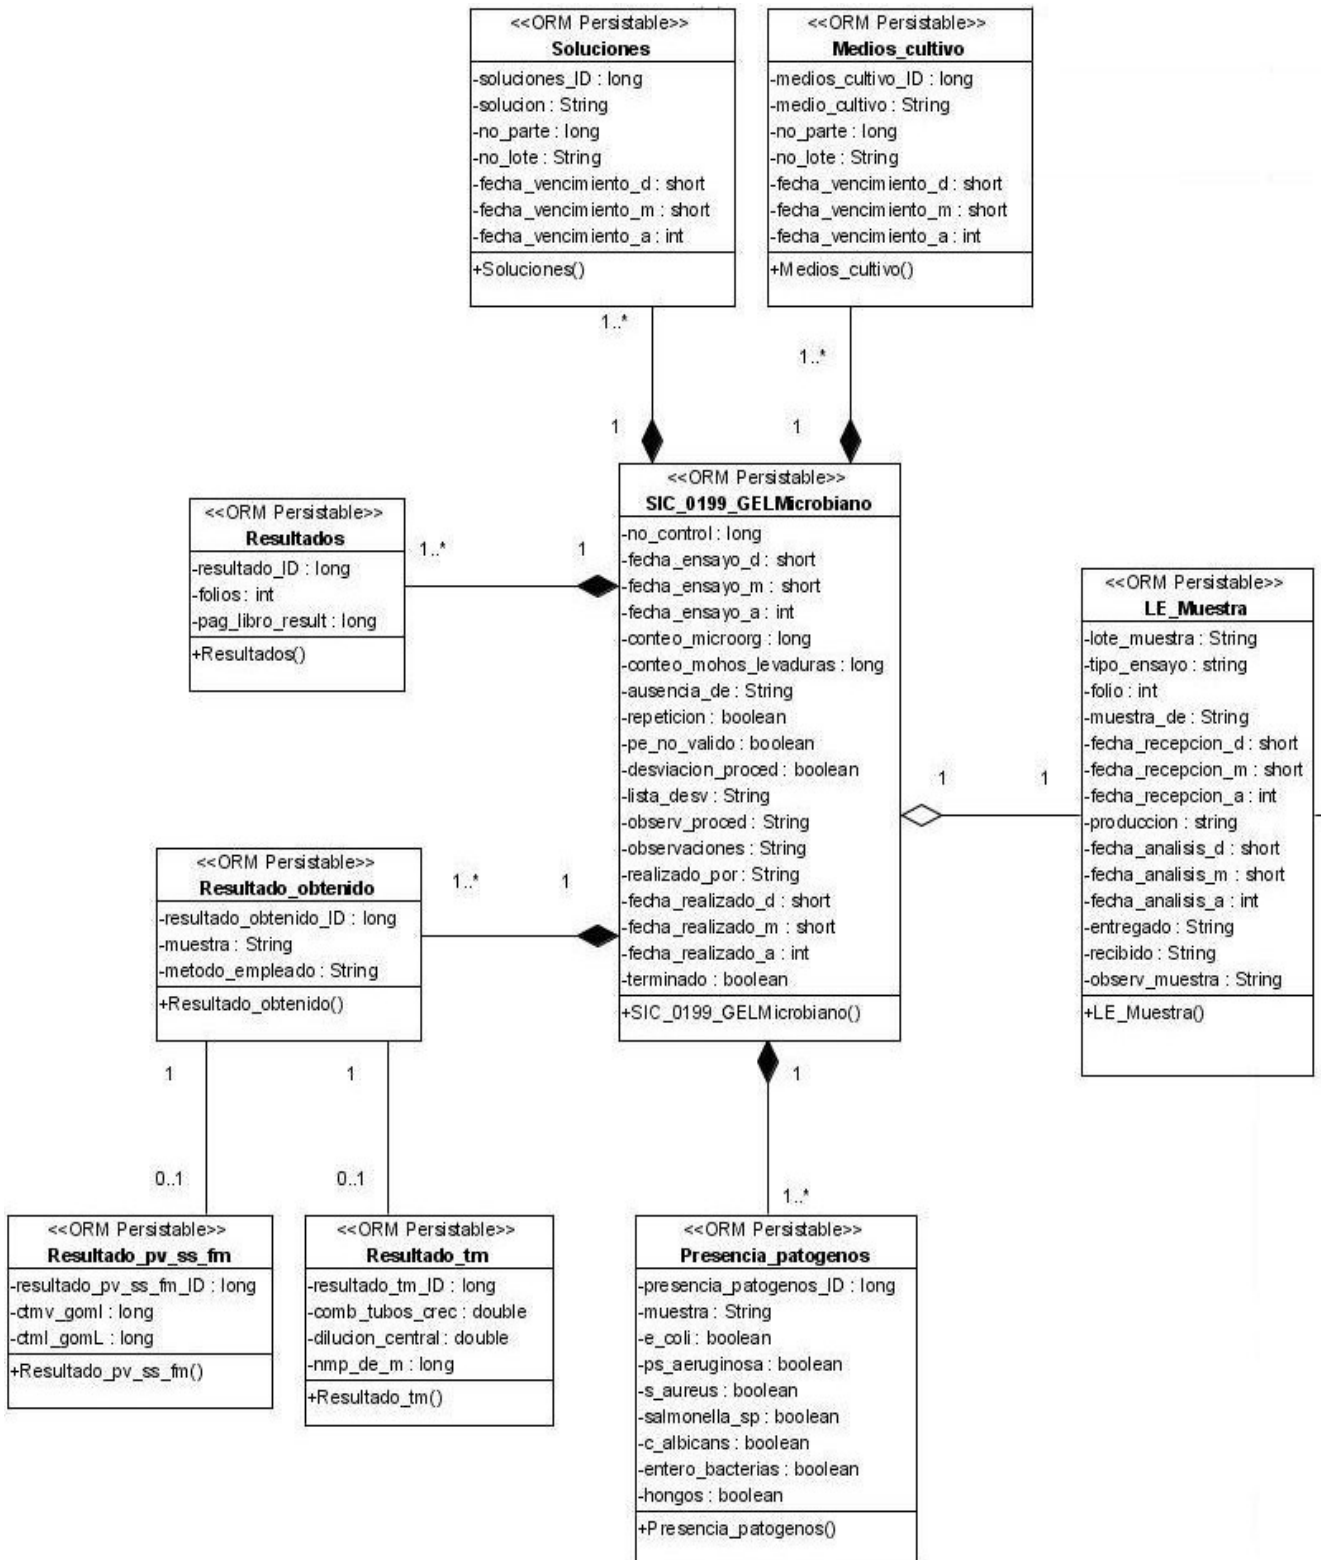 <<ORM Persistable>>
Soluciones
-soluciones_ID : long
-solucion : String
-no_parte : long
-no_lote : String
-fecha_vencimiento_d : short
-fecha_vencimiento_m : short
-fecha_vencimiento_a : int
+Soluciones()
<<ORM Persistable>>
Medios_cultivo
-medios_cultivo_ID : long
-medio_cultivo : String
-no_parte : long
-no_lote : String
-fecha_vencimiento_d : short
-fecha_vencimiento_m : short
-fecha_vencimiento_a : int
+Medios_cultivo()
1..*
1..*
1
1
<<ORM Persistable>>
Resultados
-resultado_ID : long
-folios : int
-pag_libro_result : long
+Resultados()
1..*
1
<<ORM Persistable>>
SIC_0199_GELMicrobiano
-no_control : long
-fecha_ensayo_d : short
-fecha_ensayo_m : short
-fecha_ensayo_a : int
-conteo_microorg : long
-conteo_mohos_levaduras : long
-ausencia_de : String
-repeticion : boolean
-pe_no_valido : boolean
-desviacion_proced : boolean
-lista_desv : String
-observ_proced : String
-observaciones : String
-realizado_por : String
-fecha_realizado_d : short
-fecha_realizado_m : short
-fecha_realizado_a : int
-terminado : boolean
+SIC_0199_GELMicrobiano()
1
1
<<ORM Persistable>>
LE_Muestra
-lote_muestra : String
-tipo_ensayo : string
-folio : int
-muestra_de : String
-fecha_recepcion_d : short
-fecha_recepcion_m : short
-fecha_recepcion_a : int
-produccion : string
-fecha_analisis_d : short
-fecha_analisis_m : short
-fecha_analisis_a : int
-entregado : String
-recibido : String
-observ_muestra : String
+LE_Muestra()
<<ORM Persistable>>
Resultado_obtenido
-resultado_obtenido_ID : long
-muestra : String
-metodo_empleado : String
+Resultado_obtenido()
1..*
1
1
1
1
0..1
0..1
1..*
<<ORM Persistable>>
Resultado_pv_ss_fm
-resultado_pv_ss_fm_ID : long
-ctmv_goml : long
-ctml_gomL : long
+Resultado_pv_ss_fm()
<<ORM Persistable>>
Resultado_tm
-resultado_tm_ID : long
-comb_tubos_crec : double
-dilucion_central : double
-nmp_de_m : long
+Resultado_tm()
<<ORM Persistable>>
Presencia_patogenos
-presencia_patogenos_ID : long
-muestra : String
-e_coli : boolean
-ps_aeruginosa : boolean
-s_aureus : boolean
-salmonella_sp : boolean
-c_albicans : boolean
-entero_bacterias : boolean
-hongos : boolean
+Presencia_patogenos()